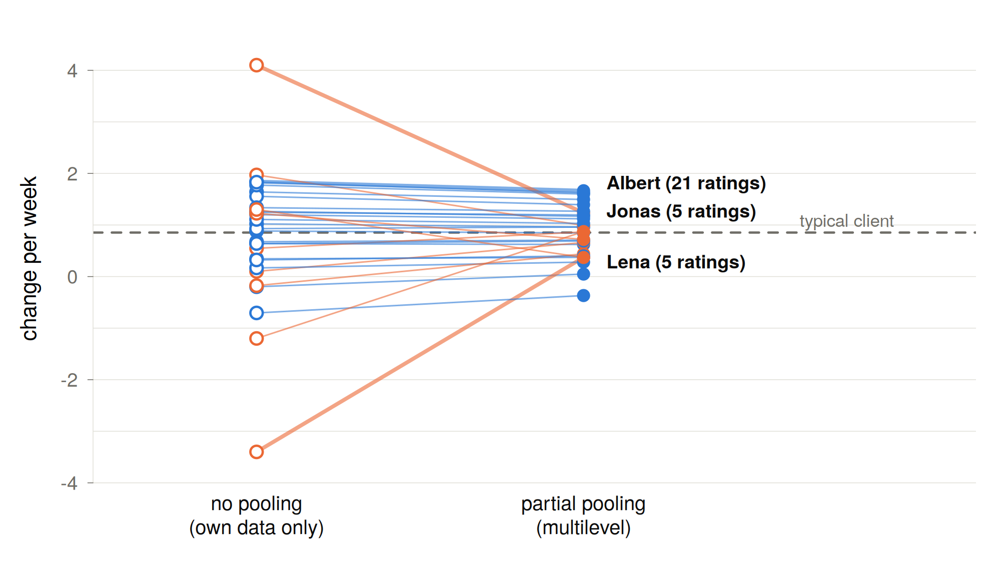 change per week
4
2
0
-2
-4
Albert (21 ratings)
Jonas (5 ratings)
typical client
Lena (5 ratings)
no pooling
(own data only)
partial pooling
(multilevel)